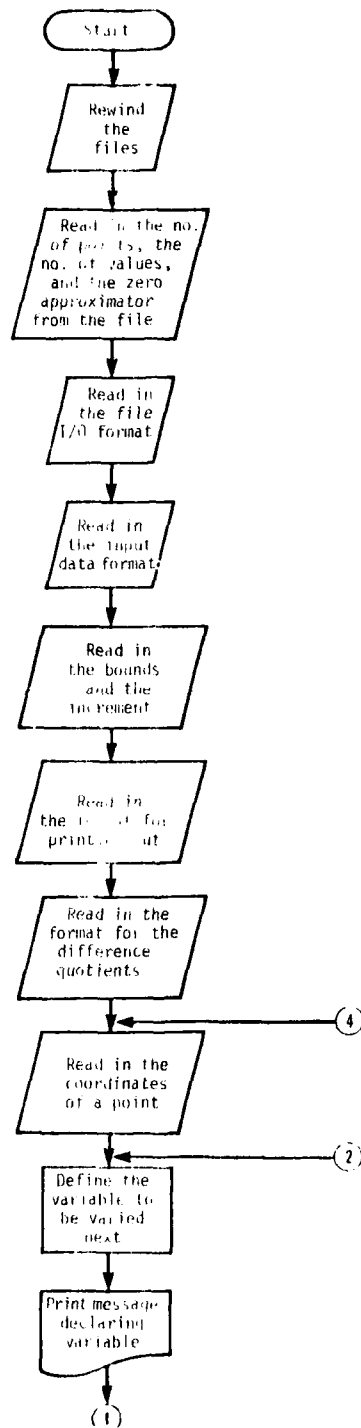 Start
Rewind
the
files
Read in the no.
of points, the
no. of values,
and the zero
approximator
from the file
Read in
the file
I/O format
Read in
the input
data format
Read in
the bounds
and the
increment
Read in
the for
Read in the
format for the
difference
quotients
4
Read in the
coordinates
of a point
2
Define the
variable to
be varied
next
Print message
declaring
variable
1